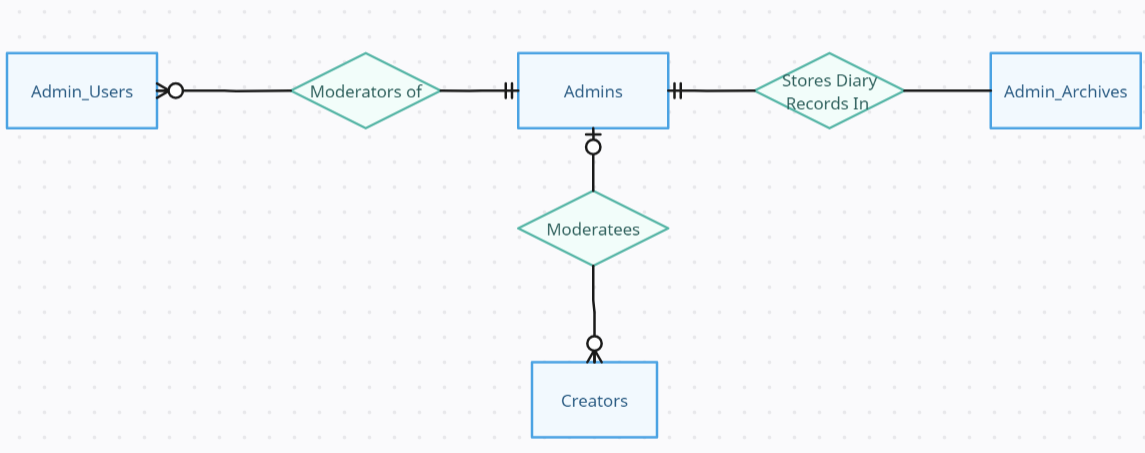 Admin_Users
Moderators of
Admins
Stores Diary
Records In
Admin_Archives
Moderatees
Creators